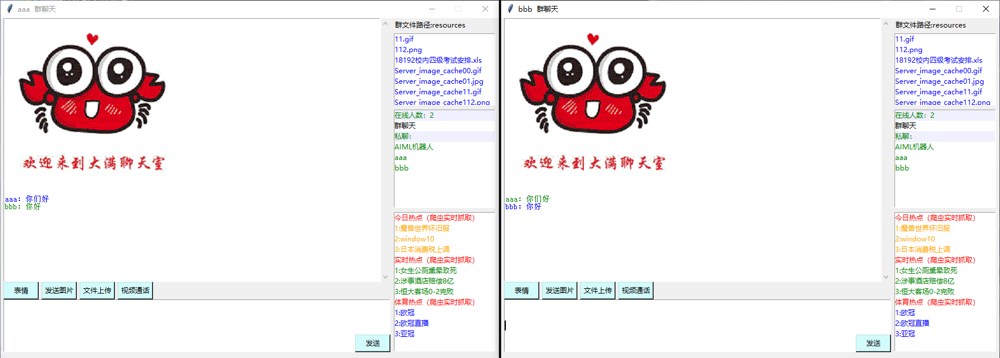 aaa 群聊天
欢迎来到大满聊天室
aaa: 你们好
bbb: 你好
表情 发送图片 文件上传 视频通话
发送
群文件路径:resources
11.gif
112.png
18192校内四级考试安排.xls
Server_image_cache00.gif
Server_image_cache01.jpg
Server_image_cache11.gif
Server_image_cache112.png
在线人数: 2
群聊天
私聊:
AIML机器人
aaa
bbb
今日热点（爬虫实时抓取）
1:魔兽世界怀旧服
2:window10
3:日本消费税上调
实时热点（爬虫实时抓取）
1:女生公厕熏晕致死
2:涉事酒店赔偿8亿
3:恒大客场0-2完败
体育热点（爬虫实时抓取）
1:欧冠
2:欧冠直播
3:亚冠
bbb 群聊天
欢迎来到大满聊天室
aaa: 你们好
bbb: 你好
表情 发送图片 文件上传 视频通话
发送
群文件路径:resources
11.gif
112.png
18192校内四级考试安排.xls
Server_image_cache00.gif
Server_image_cache01.jpg
Server_image_cache11.gif
Server_image_cache112.png
在线人数: 2
群聊天
私聊:
AIML机器人
aaa
bbb
今日热点（爬虫实时抓取）
1:魔兽世界怀旧服
2:window10
3:日本消费税上调
实时热点（爬虫实时抓取）
1:女生公厕熏晕致死
2:涉事酒店赔偿8亿
3:恒大客场0-2完败
体育热点（爬虫实时抓取）
1:欧冠
2:欧冠直播
3:亚冠